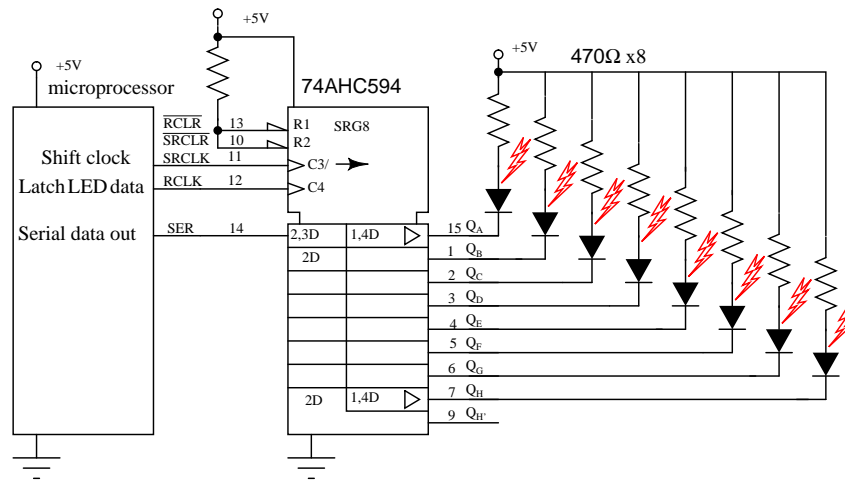 +5V
+5V
microprocessor
74AHC594
+5V
470Ω x8
RCLR 13 R1 SRG8
SRCLR 10 R2
Shift clock SRCLK 11 C3/
Latch LED data RCLK 12 C4
Serial data out SER 14 2,3D 1,4D 15 QA
2D 1 QB
2 QC
3 QD
4 QE
5 QF
6 QG
2D 1,4D 7 QH
9 QH'